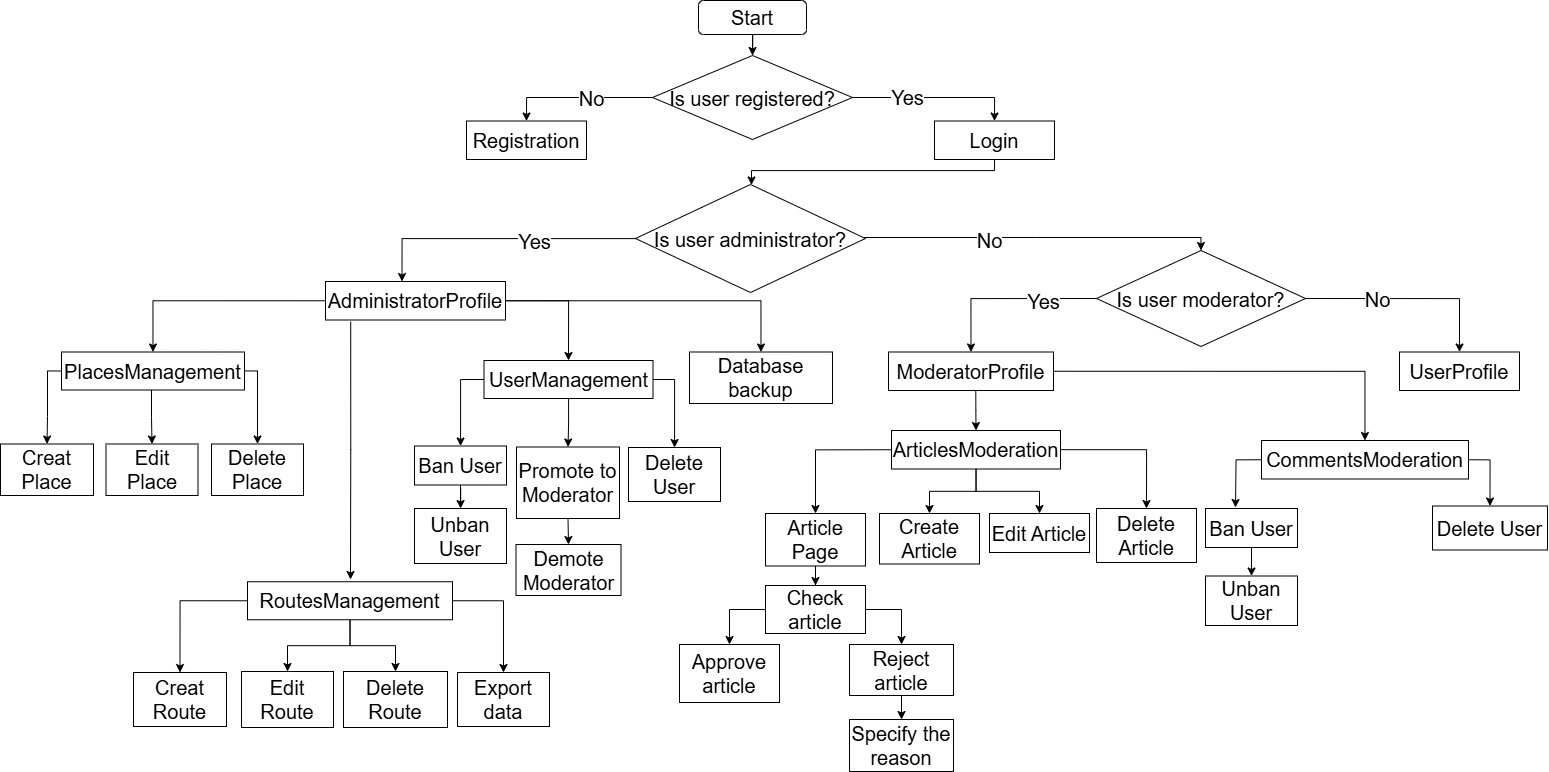 Start
Is user registered?
No
Yes
Registration
Login
Is user administrator?
Yes
No
Is user moderator?
Yes
No
AdministratorProfile
PlacesManagement
UserManagement
Database
backup
ModeratorProfile
UserProfile
Creat
Place
Edit
Place
Delete
Place
Ban User
Promote to
Moderator
Delete
User
Unban
User
Demote
Moderator
ArticlesModeration
CommentsModeration
Article
Page
Create
Article
Edit Article
Delete
Article
Ban User
Delete User
Unban
User
Check
article
Approve
article
Reject
article
Specify the
reason
RoutesManagement
Creat
Route
Edit
Route
Delete
Route
Export
data